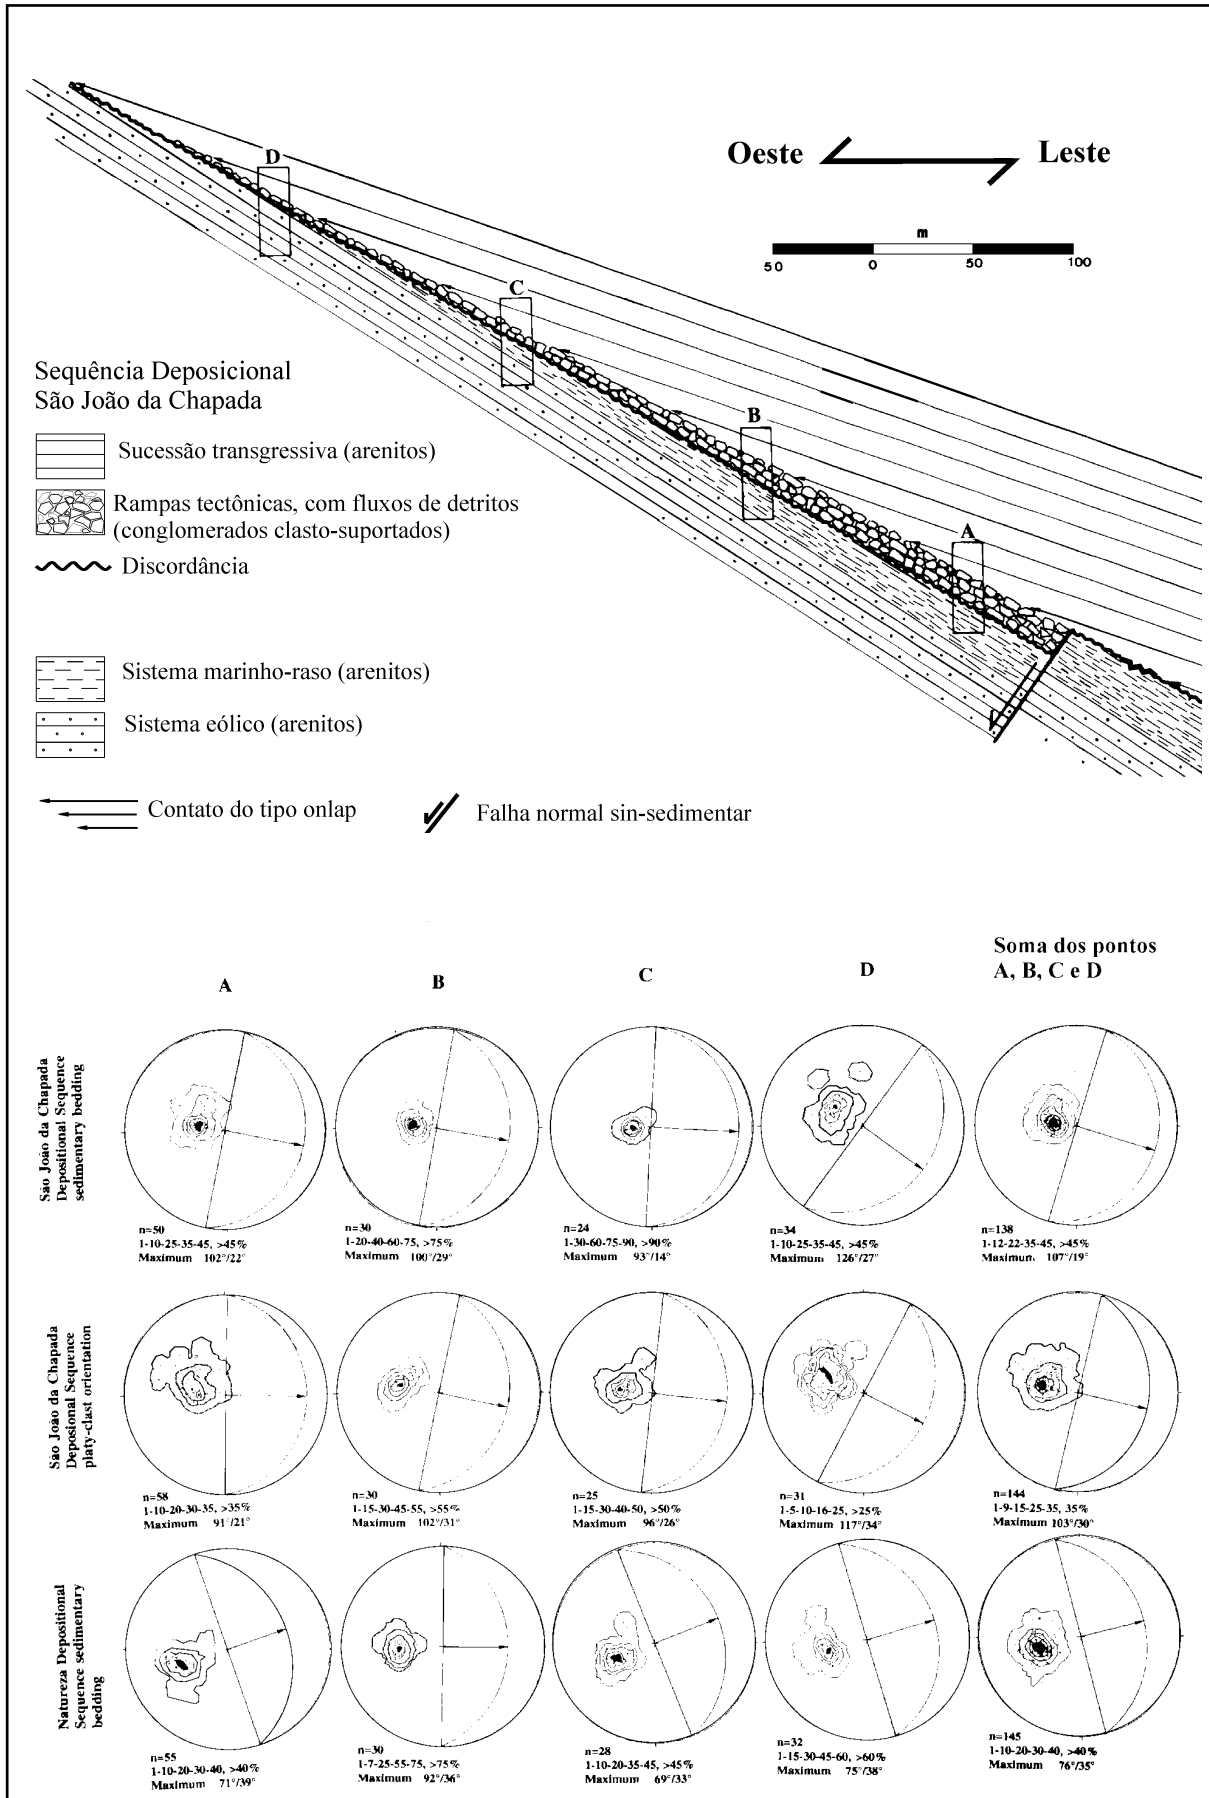 D
Oeste
Leste
m
50
0
50
100
C
Sequência Deposicional
São João da Chapada
B
Sucessão transgressiva (arenitos)
Rampas tectônicas, com fluxos de detritos
(conglomerados clasto-suportados)
A
Discordância
Sistema marinho-raso (arenitos)
Sistema eólico (arenitos)
Contato do tipo onlap
Falha normal sin-sedimentar
A
B
C
D
Soma dos pontos
A, B, C e D
São João da Chapada
Depositional Sequence
sedimentary bedding
n=50
1-10-25-35-45, >45%
Maximum 102°/22°
n=30
1-20-40-60-75, >75%
Maximum 100°/29°
n=24
1-30-60-75-90, >90%
Maximum 93°/14°
n=34
1-10-25-35-45, >45%
Maximum 126°/27°
n=138
1-12-22-35-45, >45%
Maximum 107°/19°
São João da Chapada
Deposional Sequence
platy-clast orientation
n=58
1-10-20-30-35, >35%
Maximum 91°/21°
n=30
1-15-30-45-55, >55%
Maximum 102°/31°
n=25
1-15-30-40-50, >50%
Maximum 96°/26°
n=31
1-5-10-16-25, >25%
Maximum 117°/34°
n=144
1-9-15-25-35, 35%
Maximum 103°/30°
Natureza Depositional
Sequence sedimentary
bedding
n=55
1-10-20-30-40, >40%
Maximum 71°/39°
n=30
1-7-25-55-75, >75%
Maximum 92°/36°
n=28
1-10-20-35-45, >45%
Maximum 69°/33°
n=32
1-15-30-45-60, >60%
Maximum 75°/38°
n=145
1-10-20-30-40, >40%
Maximum 76°/35°